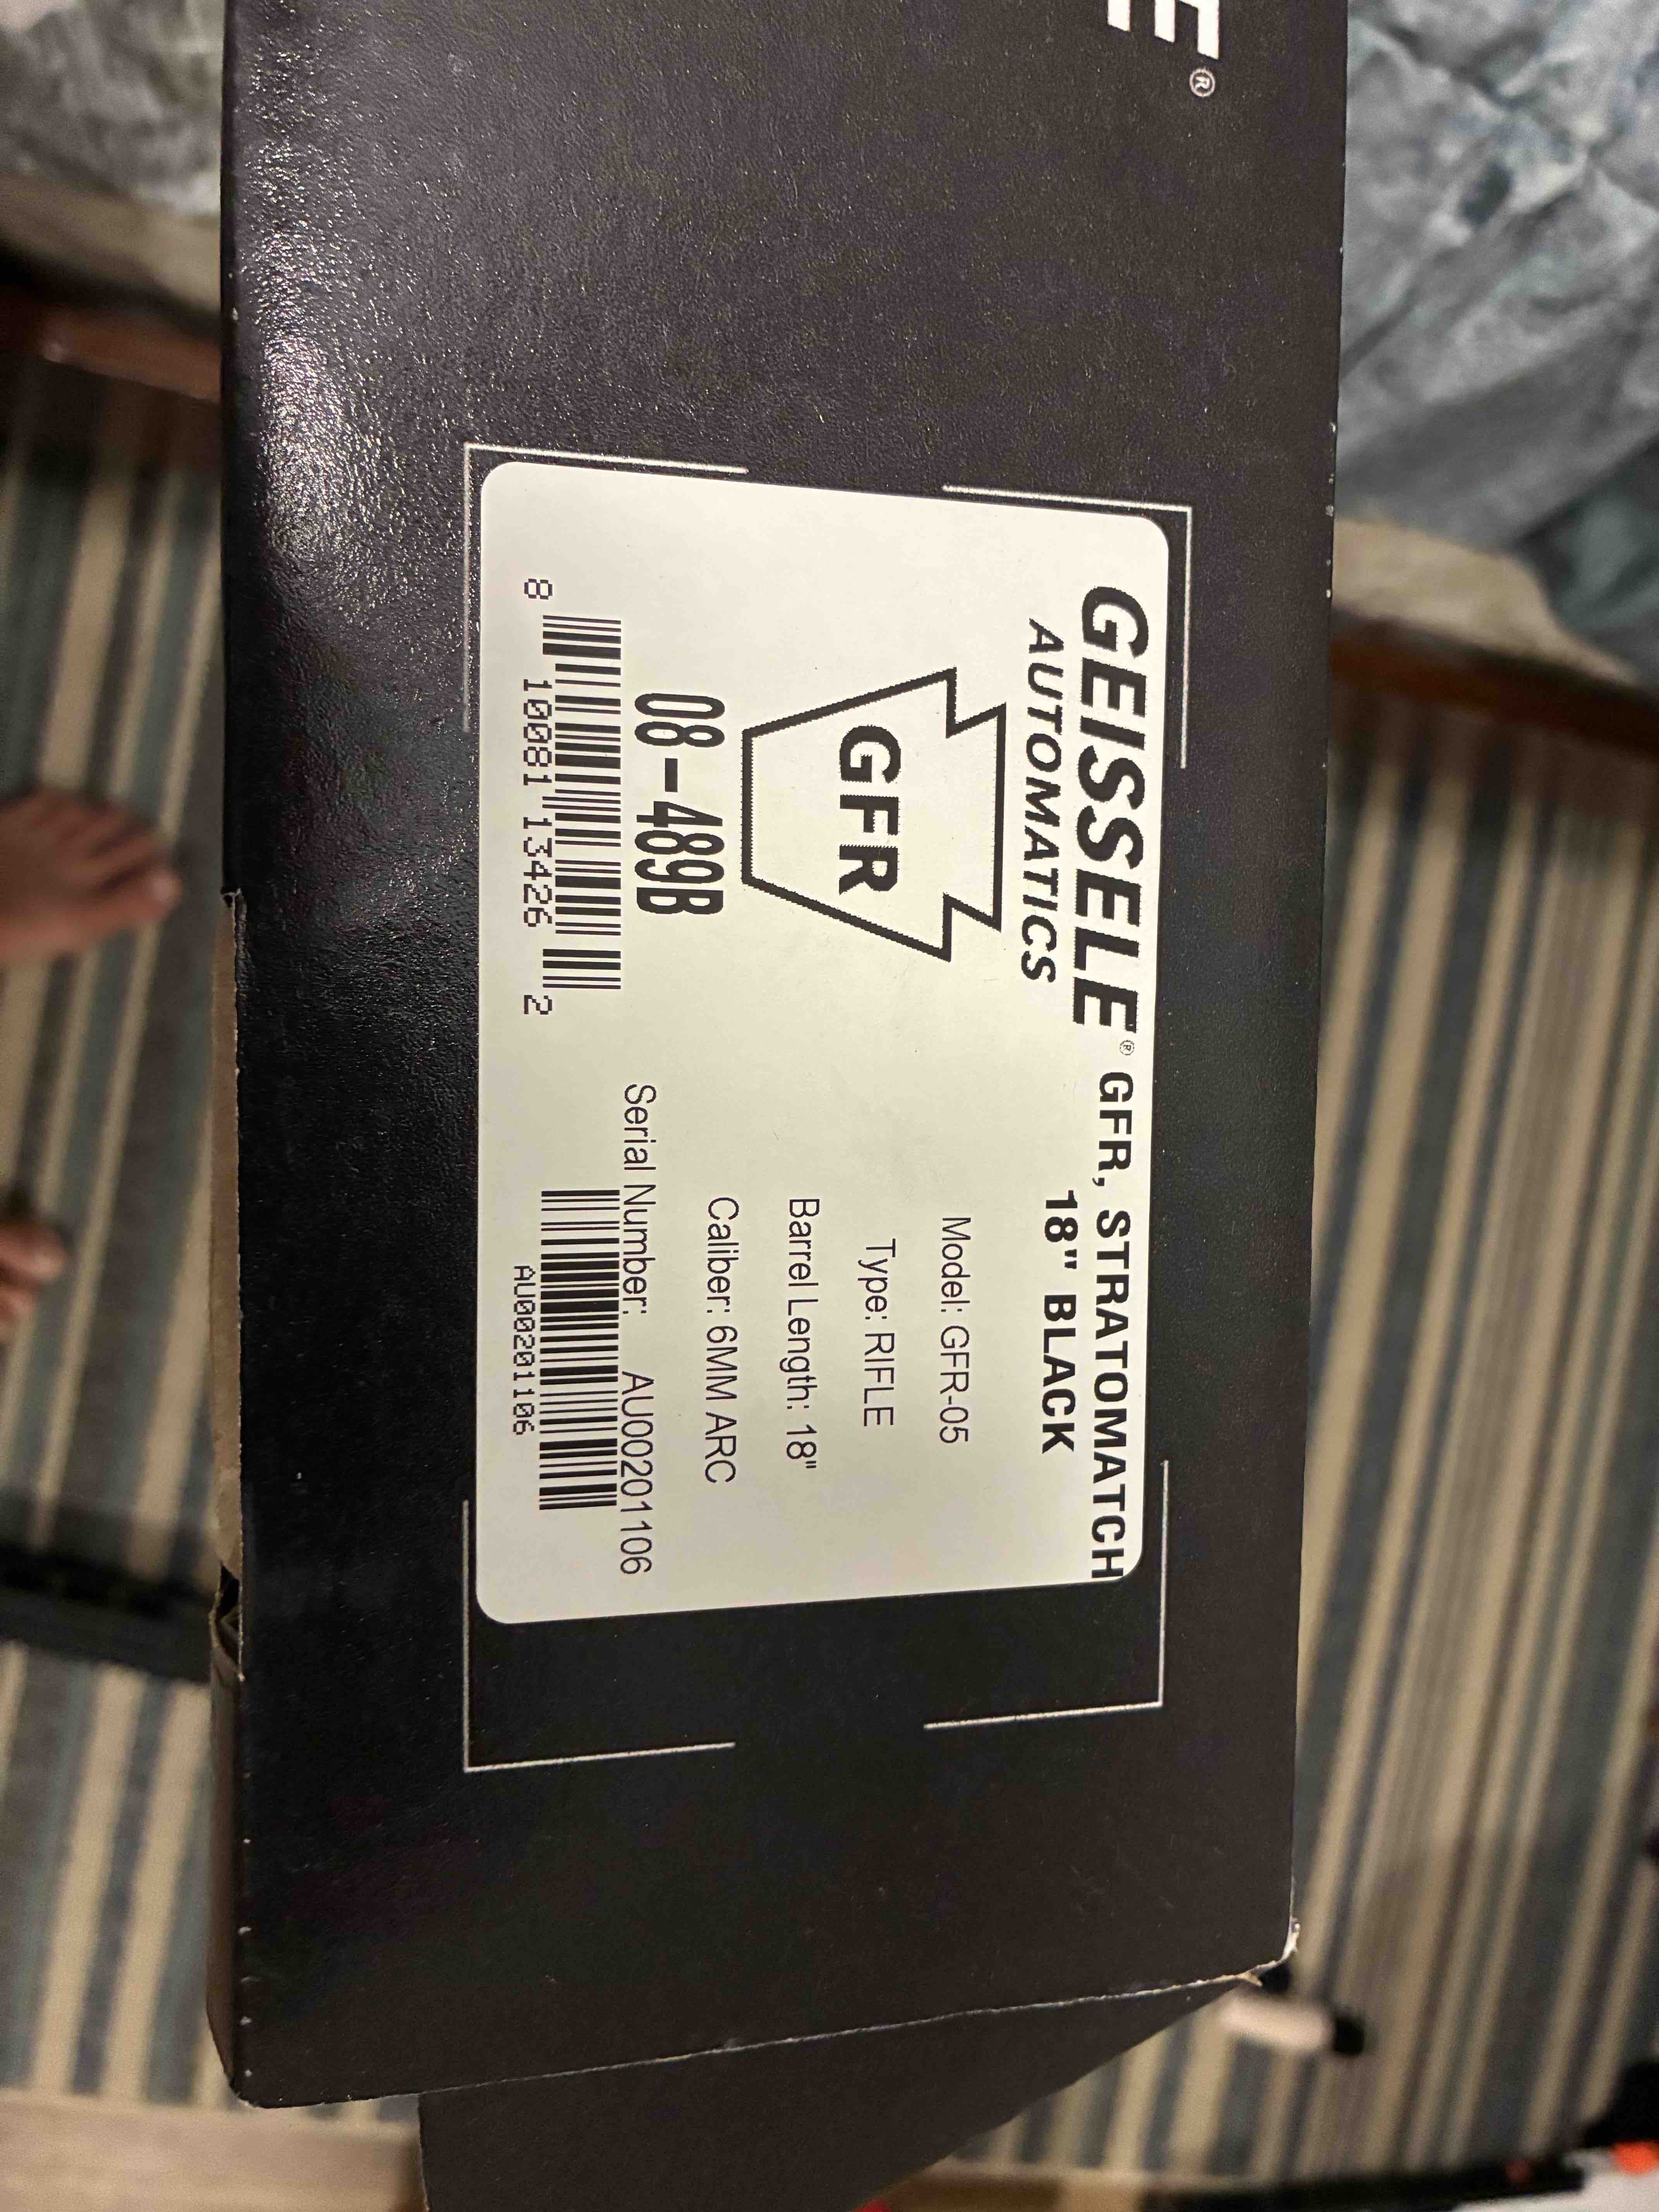 GEISSELE®
AUTOMATICS
GFR
08-489B
8 10081 13426 2
GFR, STRATOMATCH
18" BLACK
Model: GFR-05
Type: RIFLE
Barrel Length: 18"
Caliber: 6MM ARC
Serial Number: AU00201106
AU00201106
E®